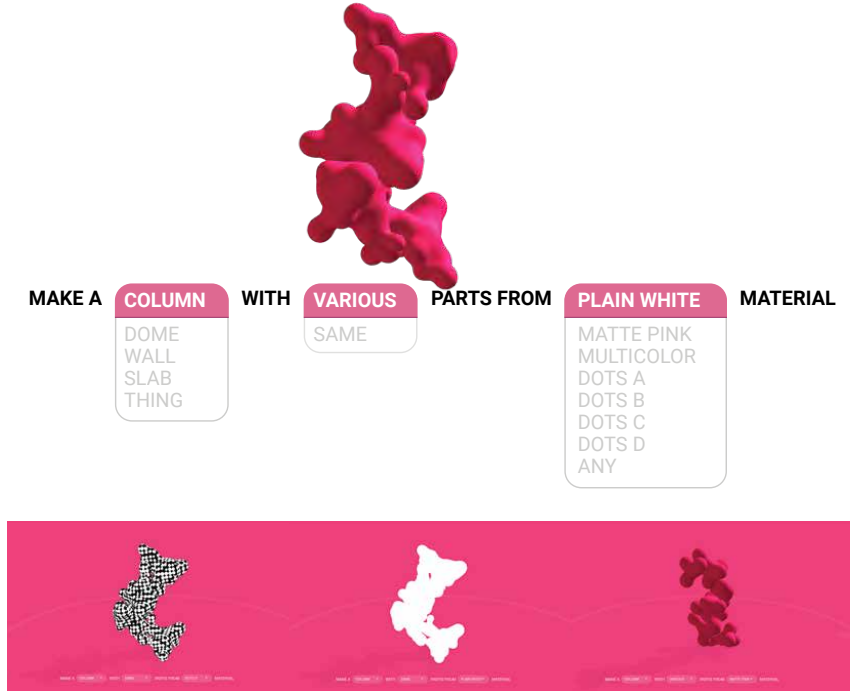 MAKE A COLUMN WITH VARIOUS PARTS FROM PLAIN WHITE MATERIAL
DOME
WALL
SLAB
THING
SAME
MATTE PINK
MULTICOLOR
DOTS A
DOTS B
DOTS C
DOTS D
ANY